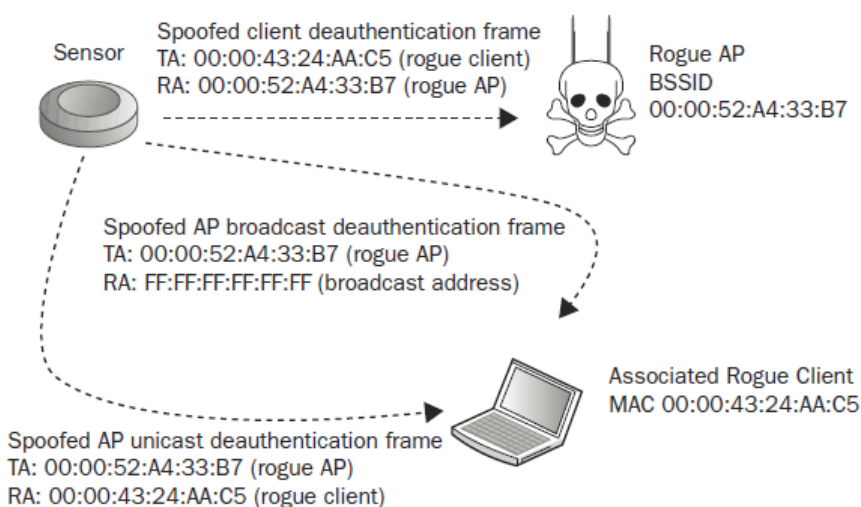 Sensor
Spoofed client deauthentication frame
TA: 00:00:43:24:AA:C5 (rogue client)
RA: 00:00:52:A4:33:B7 (rogue AP)
Rogue AP
BSSID
00:00:52:A4:33:B7
Spoofed AP broadcast deauthentication frame
TA: 00:00:52:A4:33:B7 (rogue AP)
RA: FF:FF:FF:FF:FF:FF (broadcast address)
Associated Rogue Client
MAC 00:00:43:24:AA:C5
Spoofed AP unicast deauthentication frame
TA: 00:00:52:A4:33:B7 (rogue AP)
RA: 00:00:43:24:AA:C5 (rogue client)